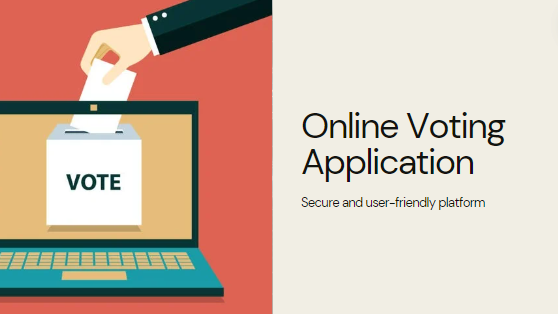 VOTE
Online Voting
Application
Secure and user-friendly platform